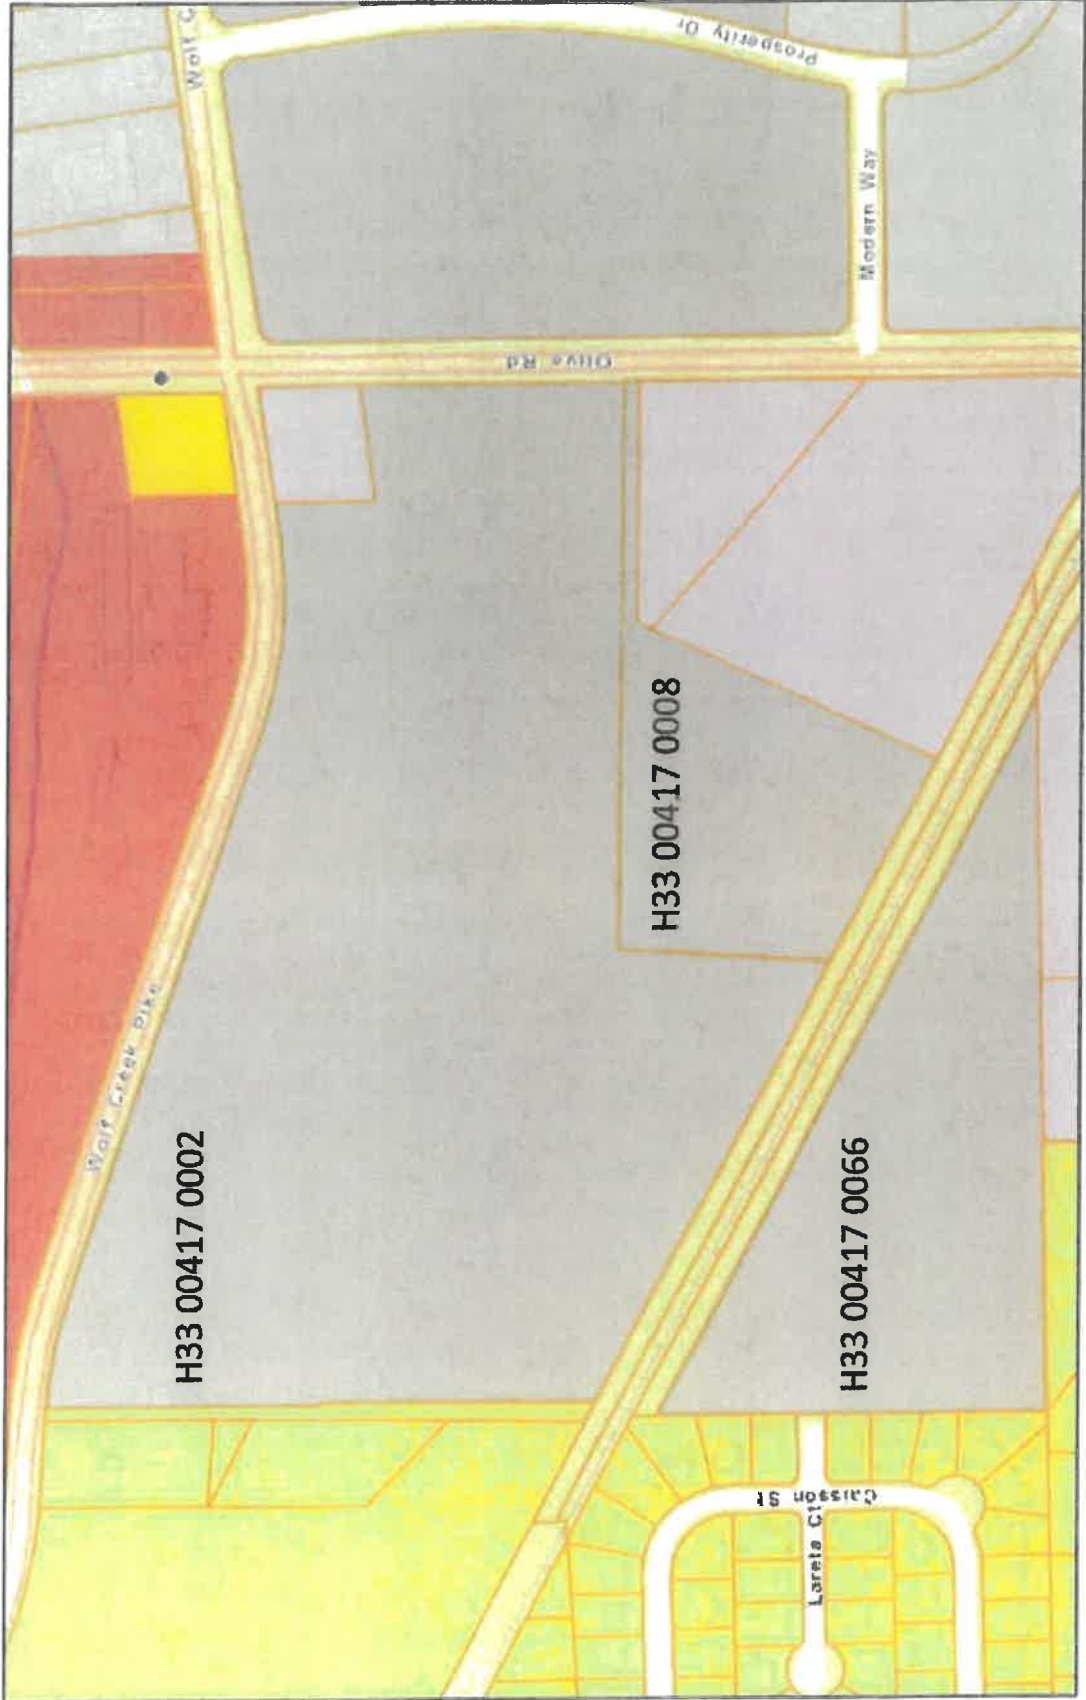 Wolf C
Prosperity Dr
Modern Way
Olive Rd
Wolf Creek Pike
H33 00417 0002
H33 00417 0008
H33 00417 0066
Caisson St
Lareta Ct